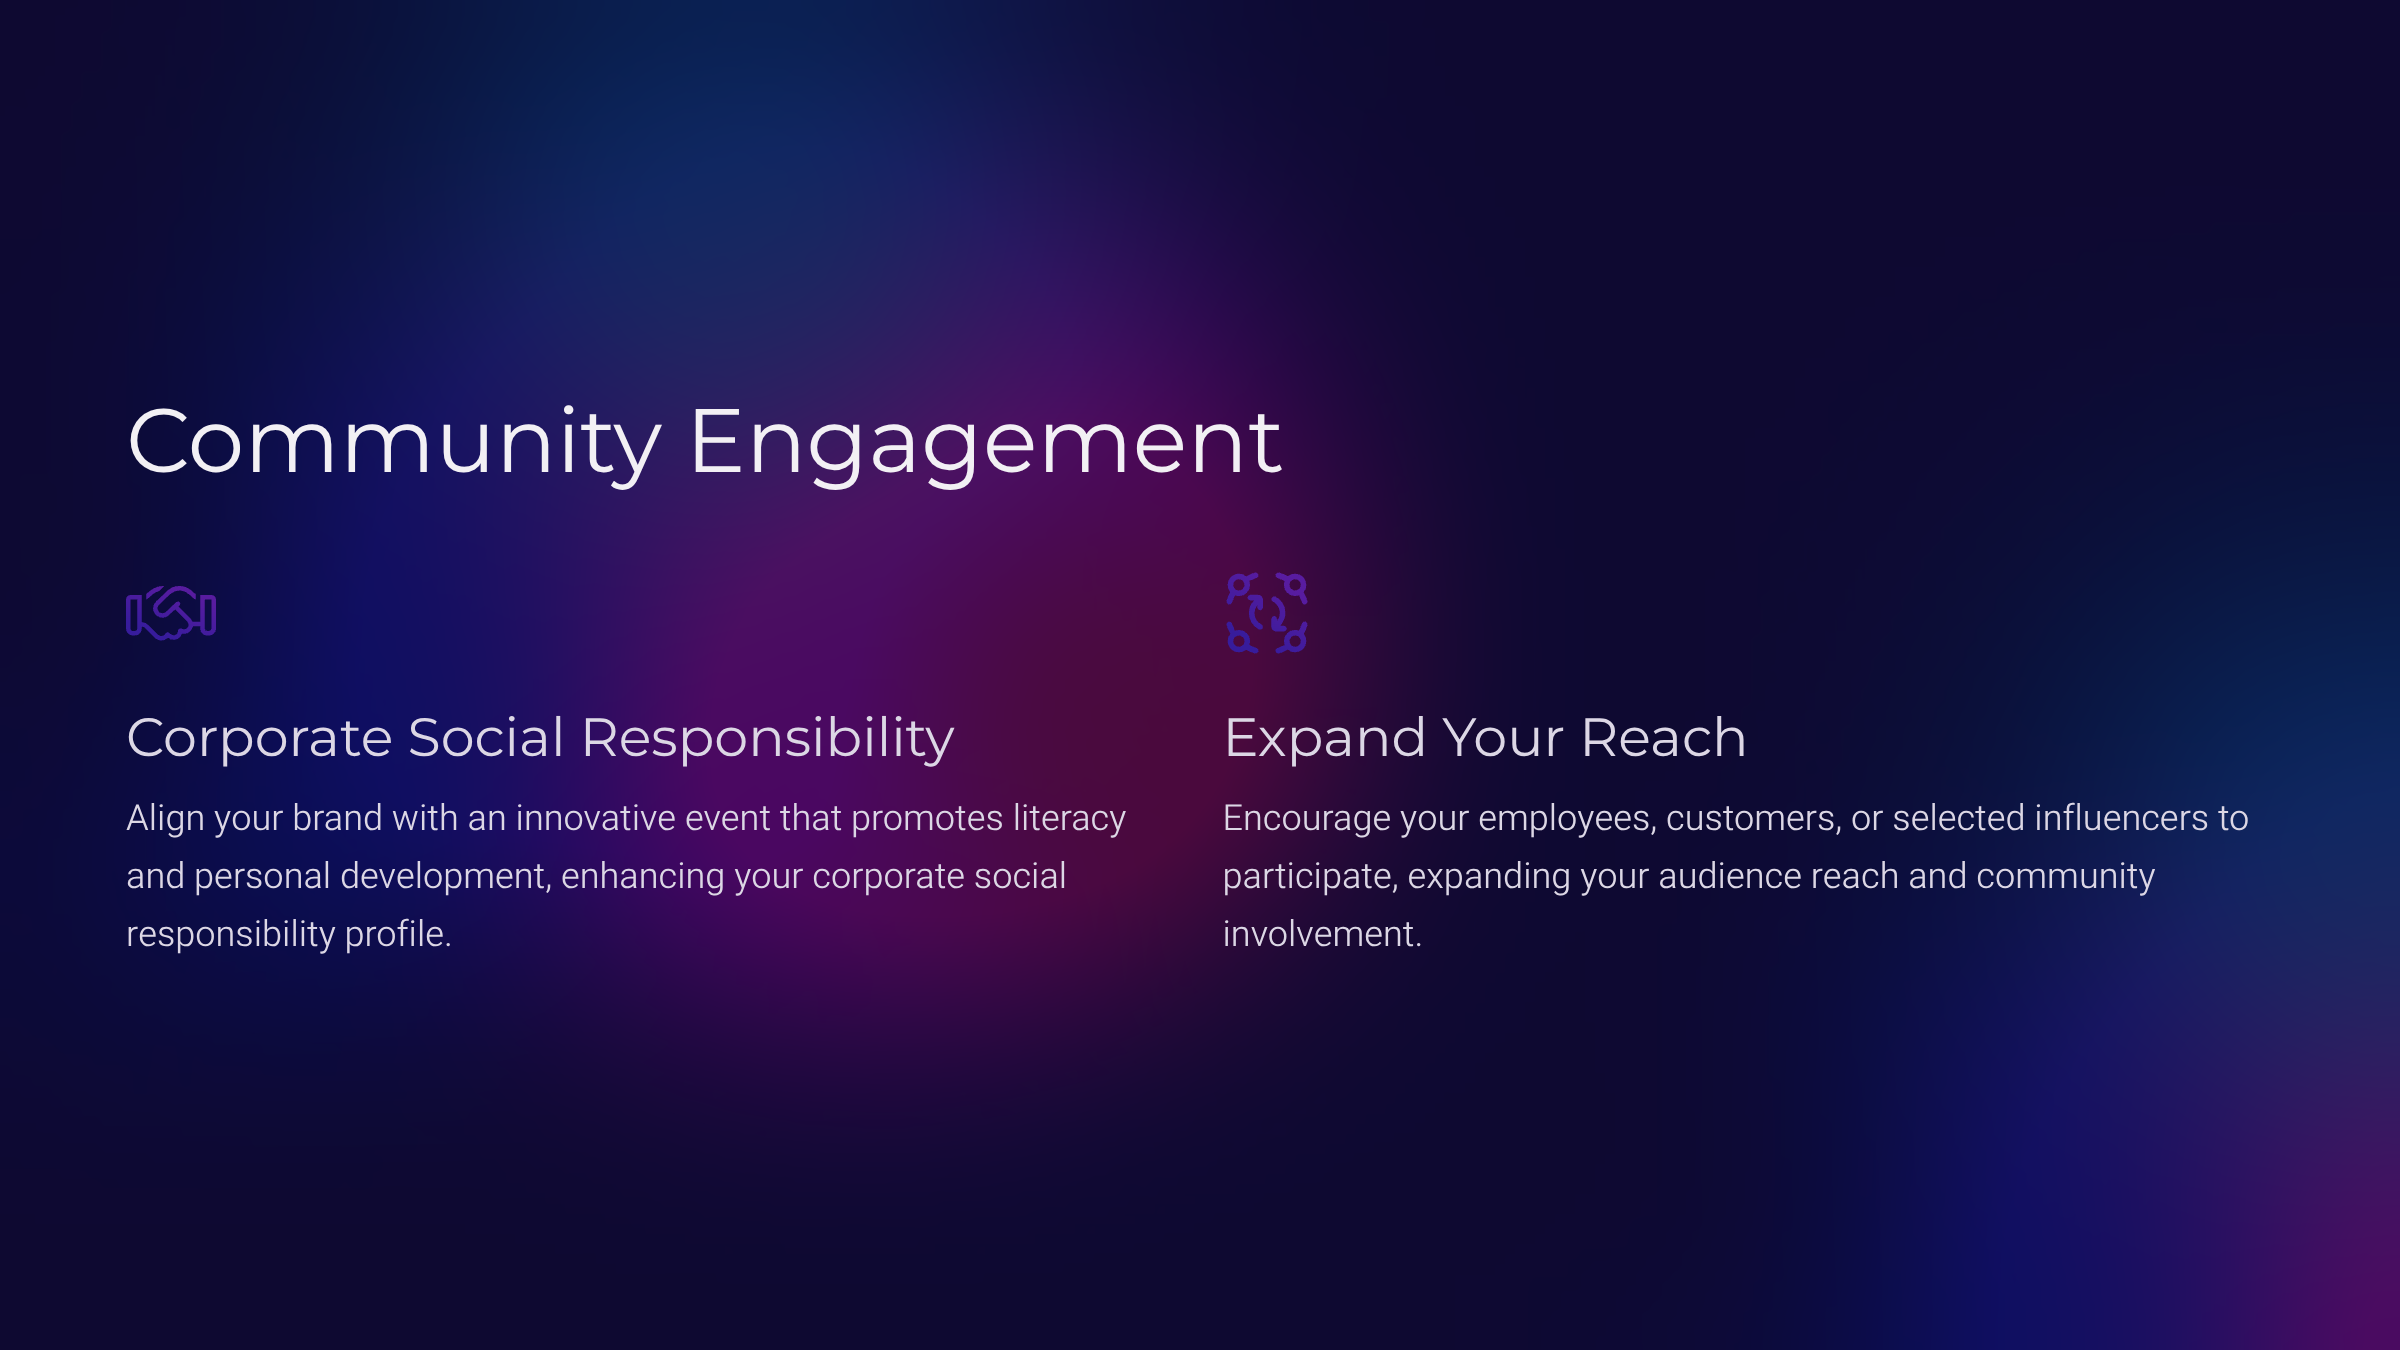 Community Engagement
Corporate Social Responsibility
Align your brand with an innovative event that promotes literacy
and personal development, enhancing your corporate social
responsibility profile.
Expand Your Reach
Encourage your employees, customers, or selected influencers to
participate, expanding your audience reach and community
involvement.